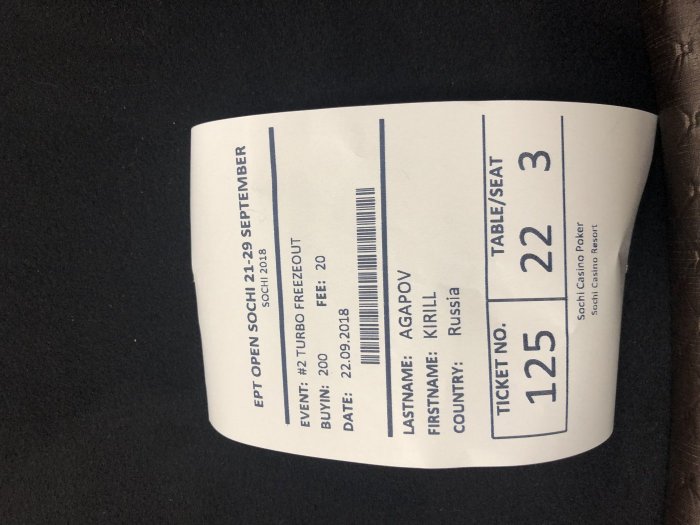 EPT OPEN SOCHI 21-29 SEPTEMBER
SOCHI 2018
EVENT: #2 TURBO FREEZEOUT
BUYIN: 200 FEE: 20
DATE: 22.09.2018
LASTNAME: AGAPOV
FIRSTNAME: KIRILL
COUNTRY: Russia
TICKET NO. TABLE/SEAT
125 22 3
Sochi Casino Poker
Sochi Casino Resort